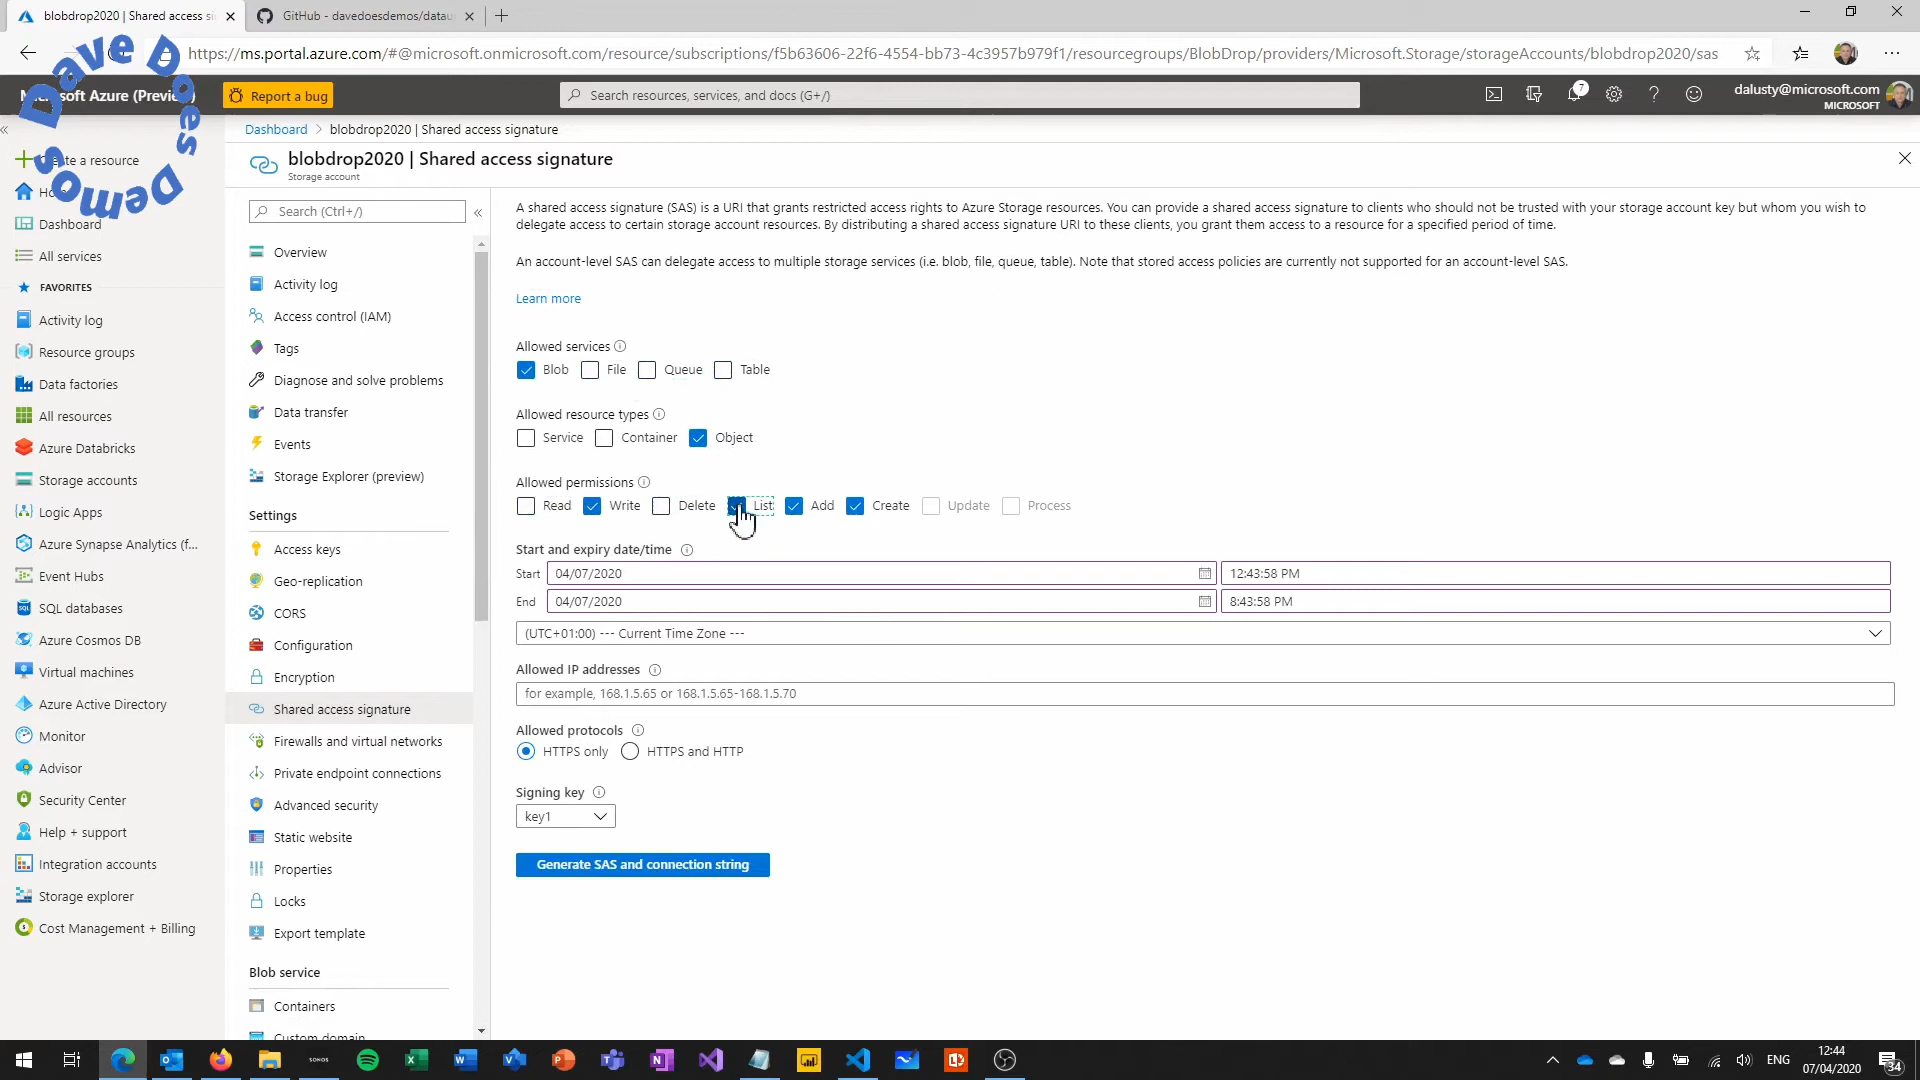 blobdrop2020 | Shared access si
GitHub - davedoesdemos/datau
https://ms.portal.azure.com/#@microsoft.onmicrosoft.com/resource/subscriptions/f5b63606-22f6-4554-bb73-4c3957b979f1/resourcegroups/BlobDrop/providers/Microsoft.Storage/storageAccounts/blobdrop2020/sas
Dave Does Demos
soft Azure (Previe
Report a bug
Search resources, services, and docs (G+/)
7
dalusty@microsoft.com
MICROSOFT
Dashboard > blobdrop2020 | Shared access signature
blobdrop2020 | Shared access signature
Storage account
te a resource
Ho
Dashboard
All services
FAVORITES
Activity log
Resource groups
Data factories
All resources
Azure Databricks
Storage accounts
Logic Apps
Azure Synapse Analytics (f...
Event Hubs
SQL databases
Azure Cosmos DB
Virtual machines
Azure Active Directory
Monitor
Advisor
Security Center
Help + support
Integration accounts
Storage explorer
Cost Management + Billing
Search (Ctrl+/)
Overview
Activity log
Access control (IAM)
Tags
Diagnose and solve problems
Data transfer
Events
Storage Explorer (preview)
Settings
Access keys
Geo-replication
CORS
Configuration
Encryption
Shared access signature
Firewalls and virtual networks
Private endpoint connections
Advanced security
Static website
Properties
Locks
Export template
Blob service
Containers
Custom domain
A shared access signature (SAS) is a URI that grants restricted access rights to Azure Storage resources. You can provide a shared access signature to clients who should not be trusted with your storage account key but whom you wish to
delegate access to certain storage account resources. By distributing a shared access signature URI to these clients, you grant them access to a resource for a specified period of time.
An account-level SAS can delegate access to multiple storage services (i.e. blob, file, queue, table). Note that stored access policies are currently not supported for an account-level SAS.
Learn more
Allowed services
Blob File Queue Table
Allowed resource types
Service Container Object
Allowed permissions
Read Write Delete List Add Create Update Process
Start and expiry date/time
Start 04/07/2020 12:43:58 PM
End 04/07/2020 8:43:58 PM
(UTC+01:00) --- Current Time Zone ---
Allowed IP addresses
for example, 168.1.5.65 or 168.1.5.65-168.1.5.70
Allowed protocols
HTTPS only HTTPS and HTTP
Signing key
key1
Generate SAS and connection string
SONOS
ENG
12:44
07/04/2020
34